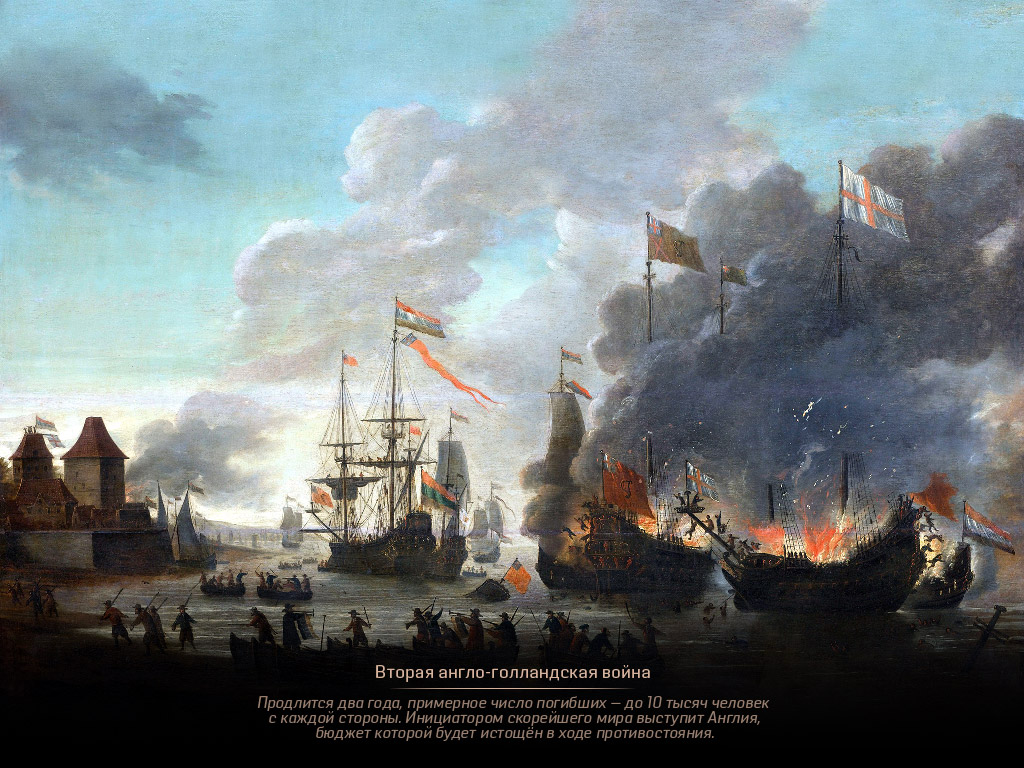 Вторая англо-голландская война
Продлится два года, примерное число погибших – до 10 тысяч человек
с каждой стороны. Инициатором скорейшего мира выступит Англия,
бюджет которой будет истощён в ходе противостояния.